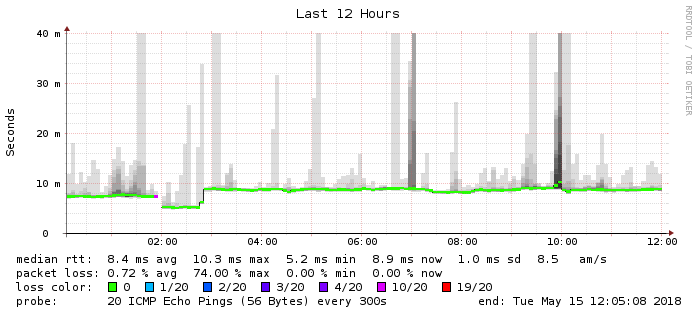 Last 12 Hours
RRDTOOL / TOBI OETIKER
Seconds
40 m
30 m
20 m
10 m
0
02:00 04:00 06:00 08:00 10:00 12:00
median rtt: 8.4 ms avg 10.3 ms max 5.2 ms min 8.9 ms now 1.0 ms sd 8.5 am/s
packet loss: 0.72 % avg 74.00 % max 0.00 % min 0.00 % now
loss color: 0 1/20 2/20 3/20 4/20 10/20 19/20
probe: 20 ICMP Echo Pings (56 Bytes) every 300s end: Tue May 15 12:05:08 2018